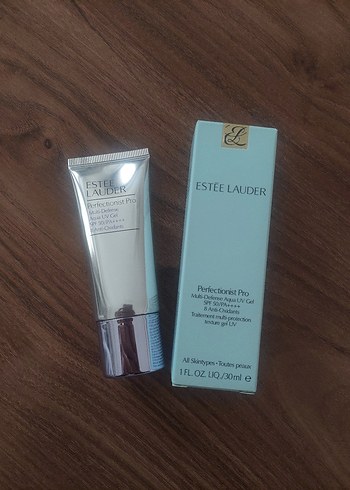 ESTĒE
LAUDER
Perfectionist Pro
Multi-Defense
Aqua UV Gel
SPF 50/PA++++
8 Anti-Oxidants
EL
ESTĒE LAUDER
Perfectionist Pro
Multi-Defense Aqua UV Gel
SPF 50/PA++++
8 Anti-Oxidants
Traitement multi-protection
texture gel UV
All Skintypes • Toutes peaux
1 FL.OZ. LIQ./30ml e